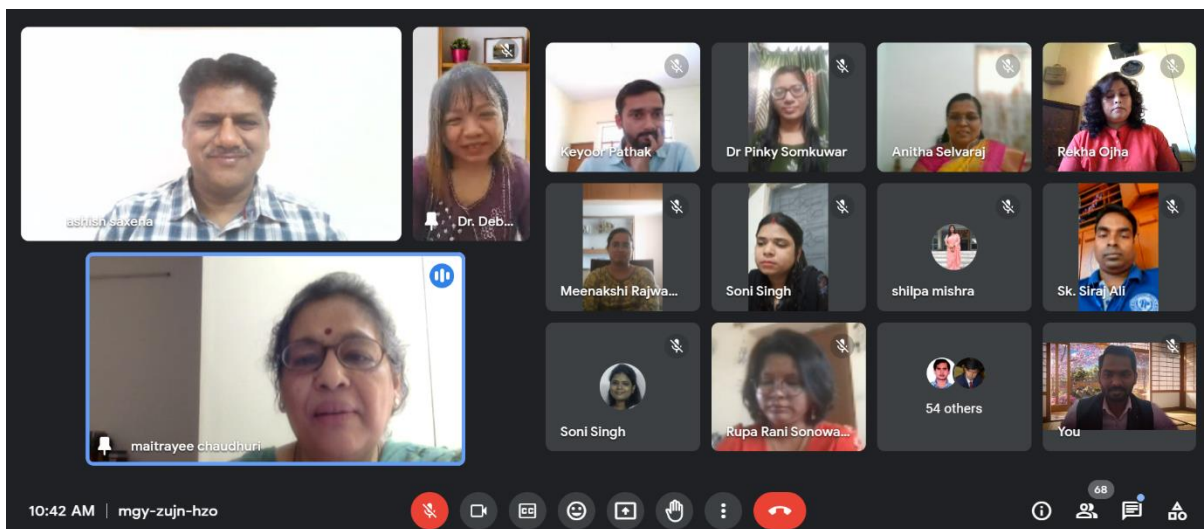 ashish saxena
Dr. Deb...
Keyoor Pathak
Dr Pinky Somkuwar
Anitha Selvaraj
Rekha Ojha
Meenakshi Rajwa...
Soni Singh
shilpa mishra
Sk. Siraj Ali
maitrayee chaudhuri
Soni Singh
Rupa Rani Sonowa...
54 others
You
10:42 AM | mgy-zujn-hzo
CC
68